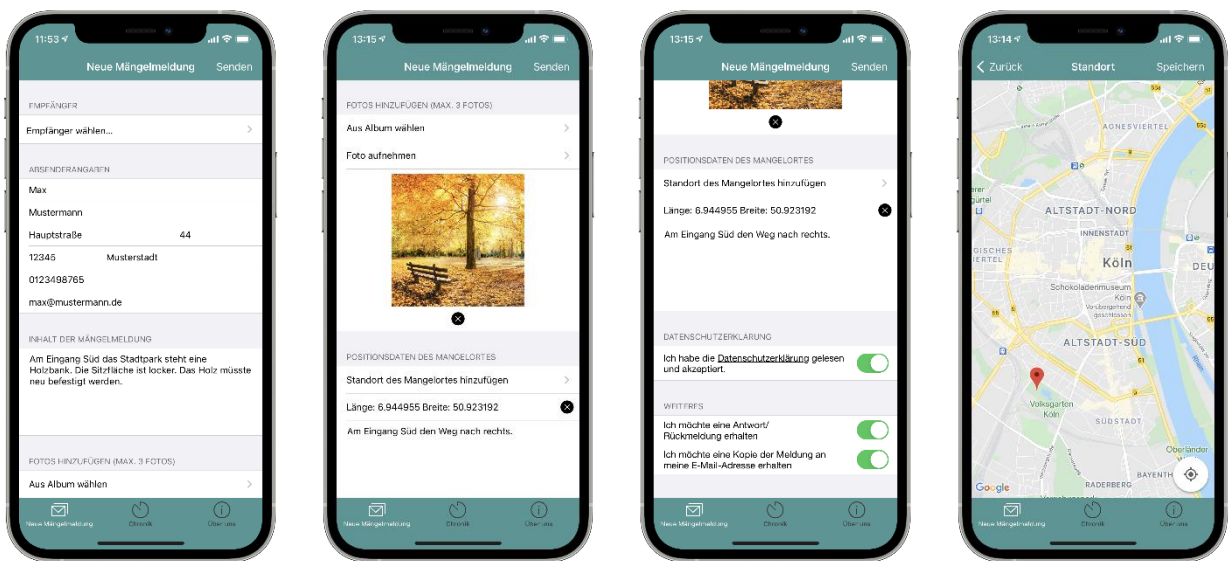 11:53
Neue Mängelmeldung Senden
EMPFÄNGER
Empfänger wählen...
ABSENDERANGABEN
Max
Mustermann
Hauptstraße 44
12345 Musterstadt
0123498765
max@mustermann.de
INHALT DER MÄNGELMELDUNG
Am Eingang Süd das Stadtpark steht eine
Holzbank. Die Sitzfläche ist locker. Das Holz müsste
neu befestigt werden.
FOTOS HINZUFÜGEN (MAX. 3 FOTOS)
Aus Album wählen
Neue Mängelmeldung Chronik Über uns
13:15
Neue Mängelmeldung Senden
FOTOS HINZUFÜGEN (MAX. 3 FOTOS)
Aus Album wählen
Foto aufnehmen
POSITIONSDATEN DES MANGELORTES
Standort des Mangelortes hinzufügen
Länge: 6.944955 Breite: 50.923192
Am Eingang Süd den Weg nach rechts.
Neue Mängelmeldung Chronik Über uns
13:15
Neue Mängelmeldung Senden
POSITIONSDATEN DES MANGELORTES
Standort des Mangelortes hinzufügen
Länge: 6.944955 Breite: 50.923192
Am Eingang Süd den Weg nach rechts.
DATENSCHUTZERKLÄRUNG
Ich habe die Datenschutzerklärung gelesen
und akzeptiert.
WEITERES
Ich möchte eine Antwort/
Rückmeldung erhalten
Ich möchte eine Kopie der Meldung an
meine E-Mail-Adresse erhalten
Neue Mängelmeldung Chronik Über uns
13:14
Zurück Standort Speichern
55a
AGNESVIERTEL
ALTSTADT-NORD
INNENSTADT
Köln
DEU
Schokoladenmuseum
Köln
Vorübergehend
geschlossen
ALTSTADT-SÜD
Volksgarten
Köln
SÜDSTADT
Oberländer
BAYENTH
RADERBERG
Google
Neue Mängelmeldung Chronik Über uns